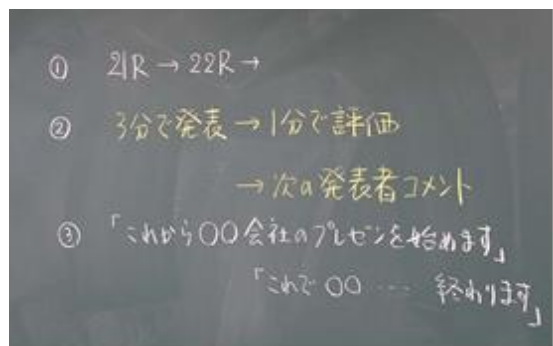 ① 21R→22R→
② 3分で発表→1分で評価
→次の発表者コメント
③ 「これから○○会社のプレゼンを始めます」
「これで○○…終わります」